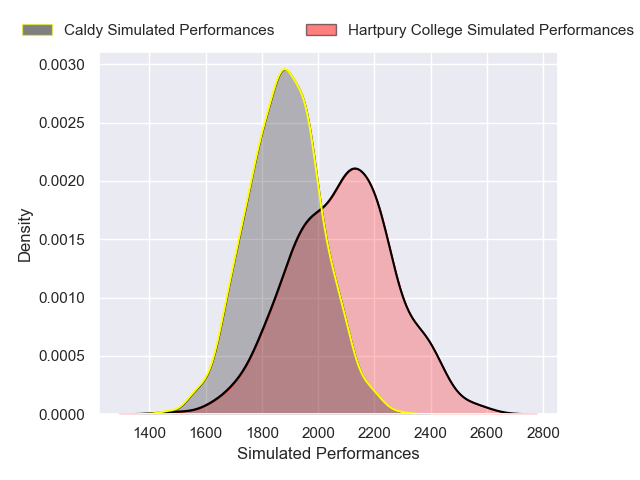 Caldy Simulated Performances
Hartpury College Simulated Performances
0.0030
0.0025
0.0020
0.0015
0.0010
0.0005
0.0000
Density
1400 1600 1800 2000 2200 2400 2600 2800
Simulated Performances